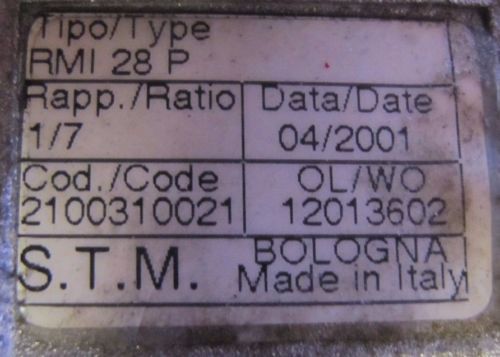 Tipo/Type
RMI 28 P
Rapp./Ratio Data/Date
1/7 04/2001
Cod./Code OL/WO
2100310021 12013602
S.T.M. BOLOGNA
Made in Italy